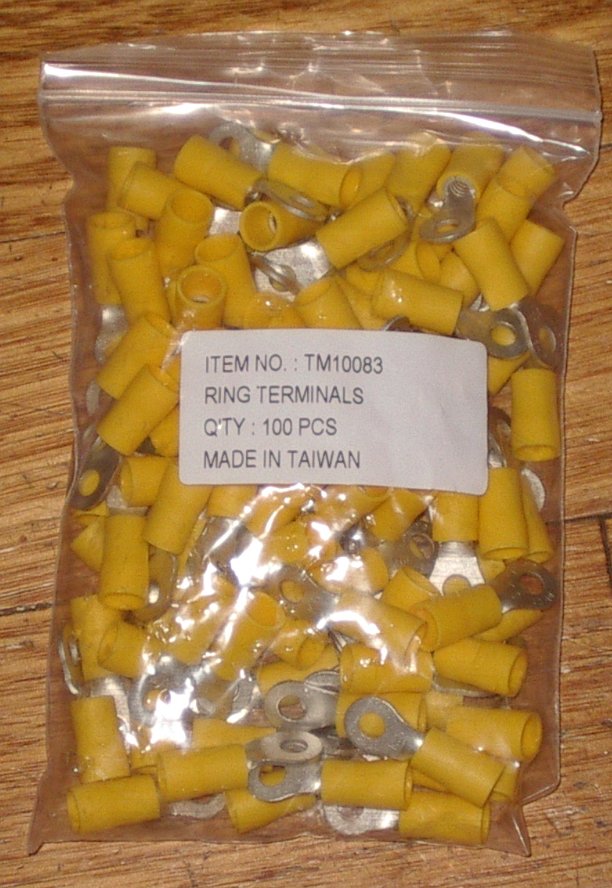 ITEM NO. : TM10083
RING TERMINALS
Q'TY : 100 PCS
MADE IN TAIWAN